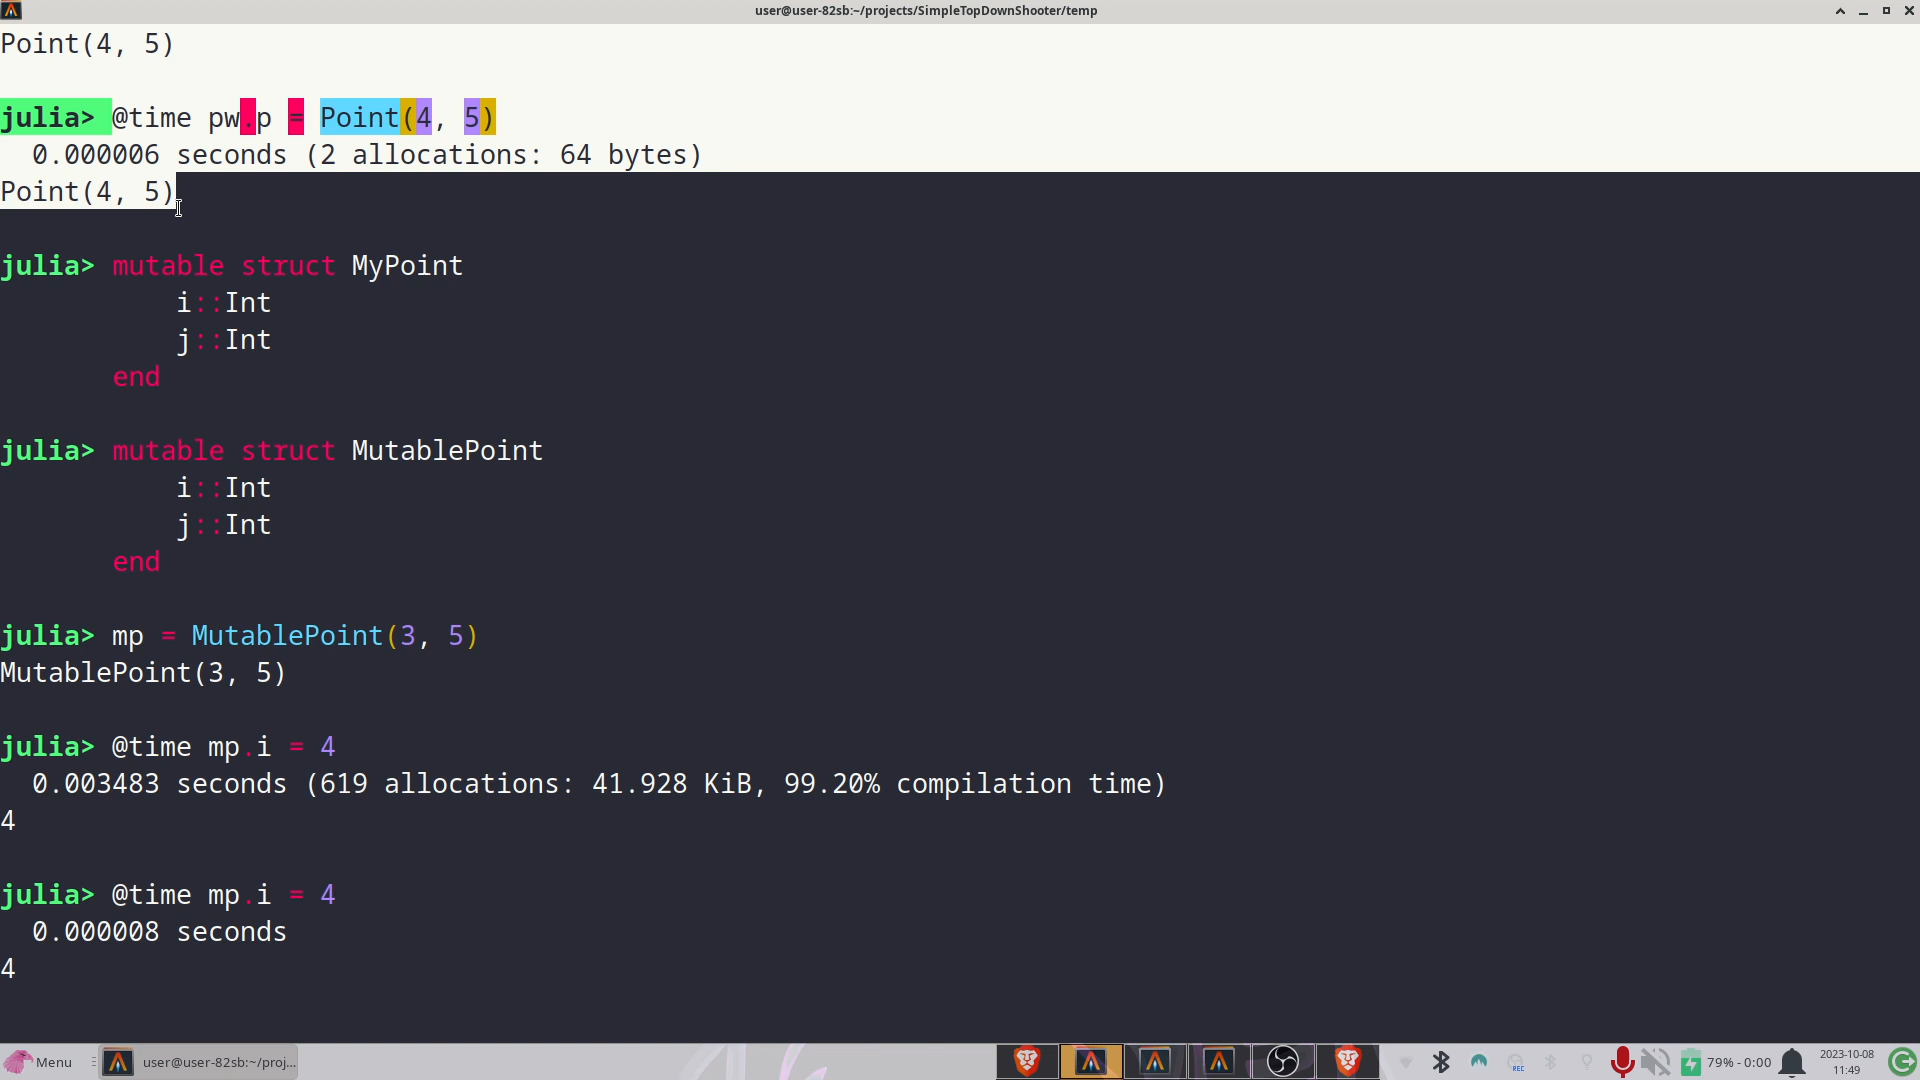 user@user-82sb:~/projects/SimpleTopDownShooter/temp
Point(4, 5)
julia> @time pw.p = Point(4, 5)
  0.000006 seconds (2 allocations: 64 bytes)
Point(4, 5)
julia> mutable struct MyPoint
           i::Int
           j::Int
       end
julia> mutable struct MutablePoint
           i::Int
           j::Int
       end
julia> mp = MutablePoint(3, 5)
MutablePoint(3, 5)
julia> @time mp.i = 4
  0.003483 seconds (619 allocations: 41.928 KiB, 99.20% compilation time)
4
julia> @time mp.i = 4
  0.000008 seconds
4
Menu
user@user-82sb:~/proj...
REC
79% - 0:00
2023-10-08
11:49